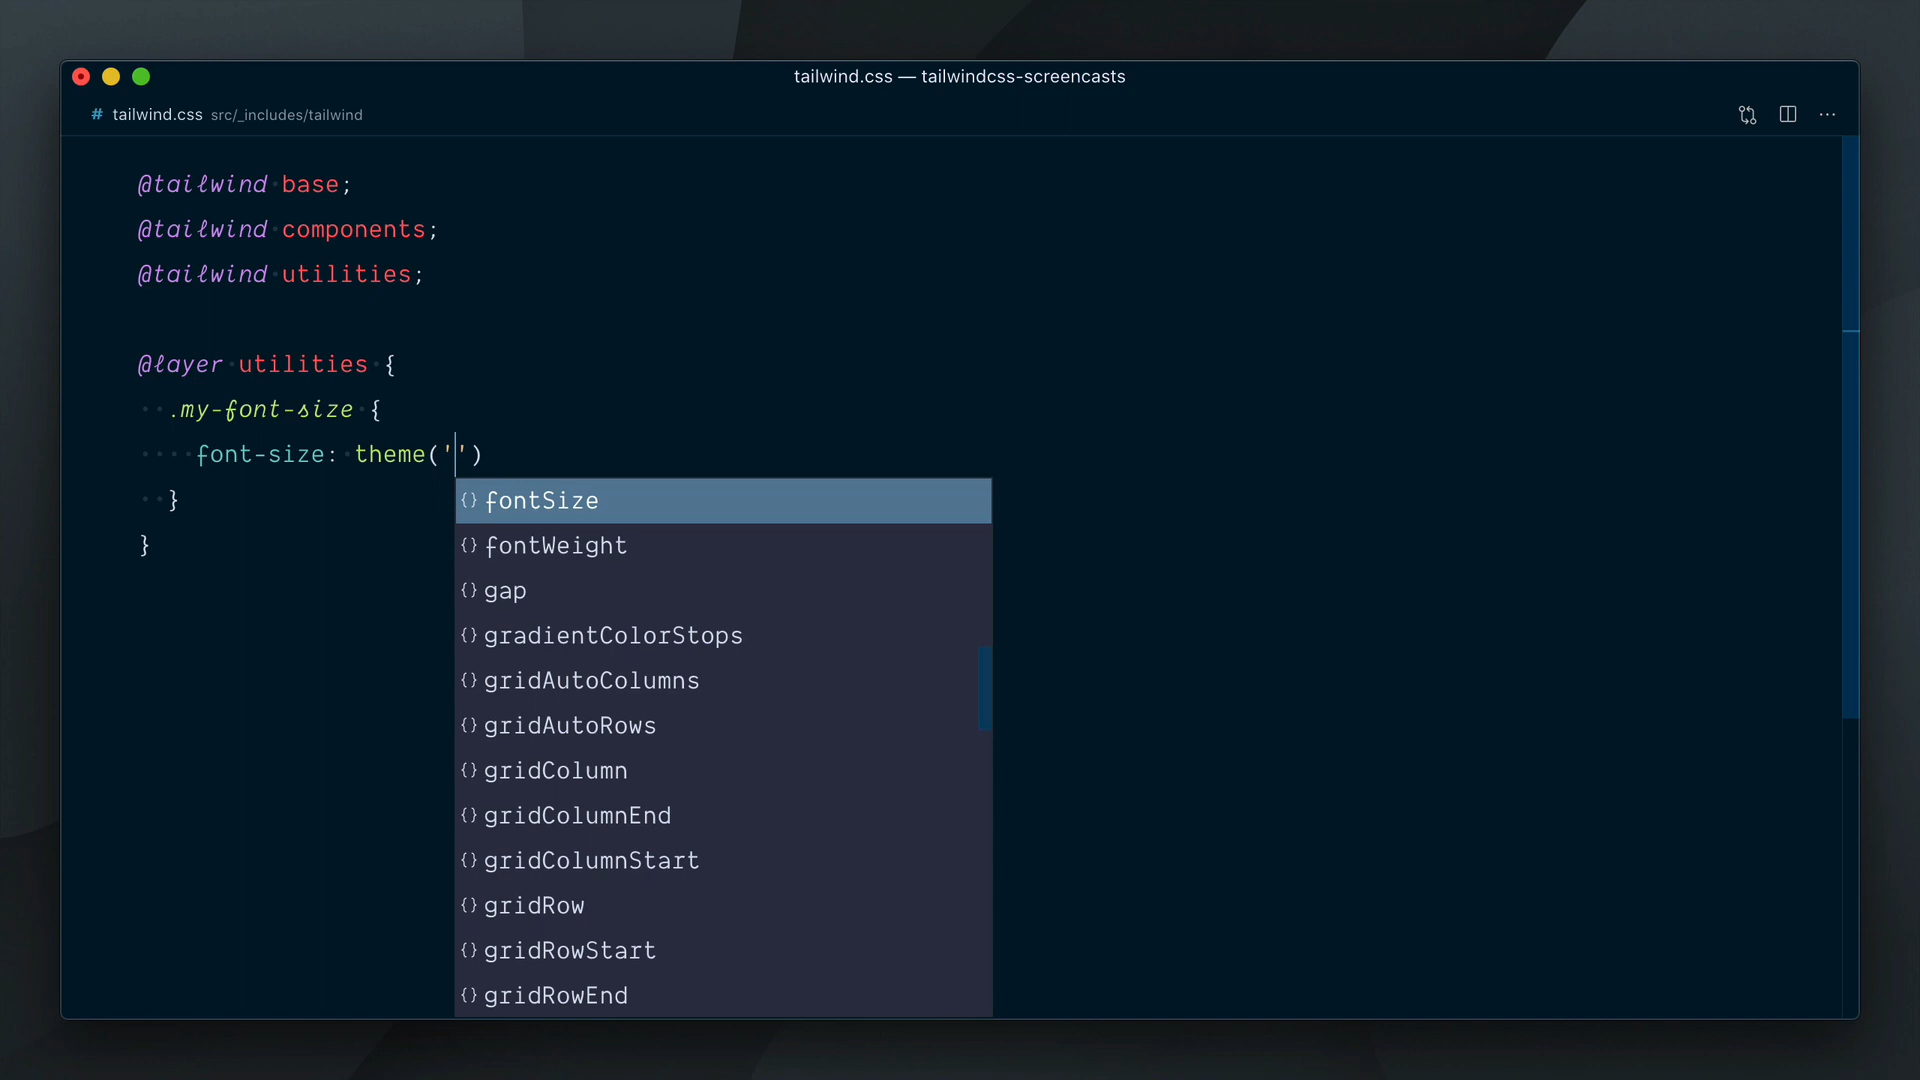 tailwind.css — tailwindcss-screencasts
# tailwind.css src/_includes/tailwind
@tailwind base;
@tailwind components;
@tailwind utilities;
@layer utilities {
.my-font-size {
font-size: theme('')
}
}
{} fontSize
{} fontWeight
{} gap
{} gradientColorStops
{} gridAutoColumns
{} gridAutoRows
{} gridColumn
{} gridColumnEnd
{} gridColumnStart
{} gridRow
{} gridRowStart
{} gridRowEnd